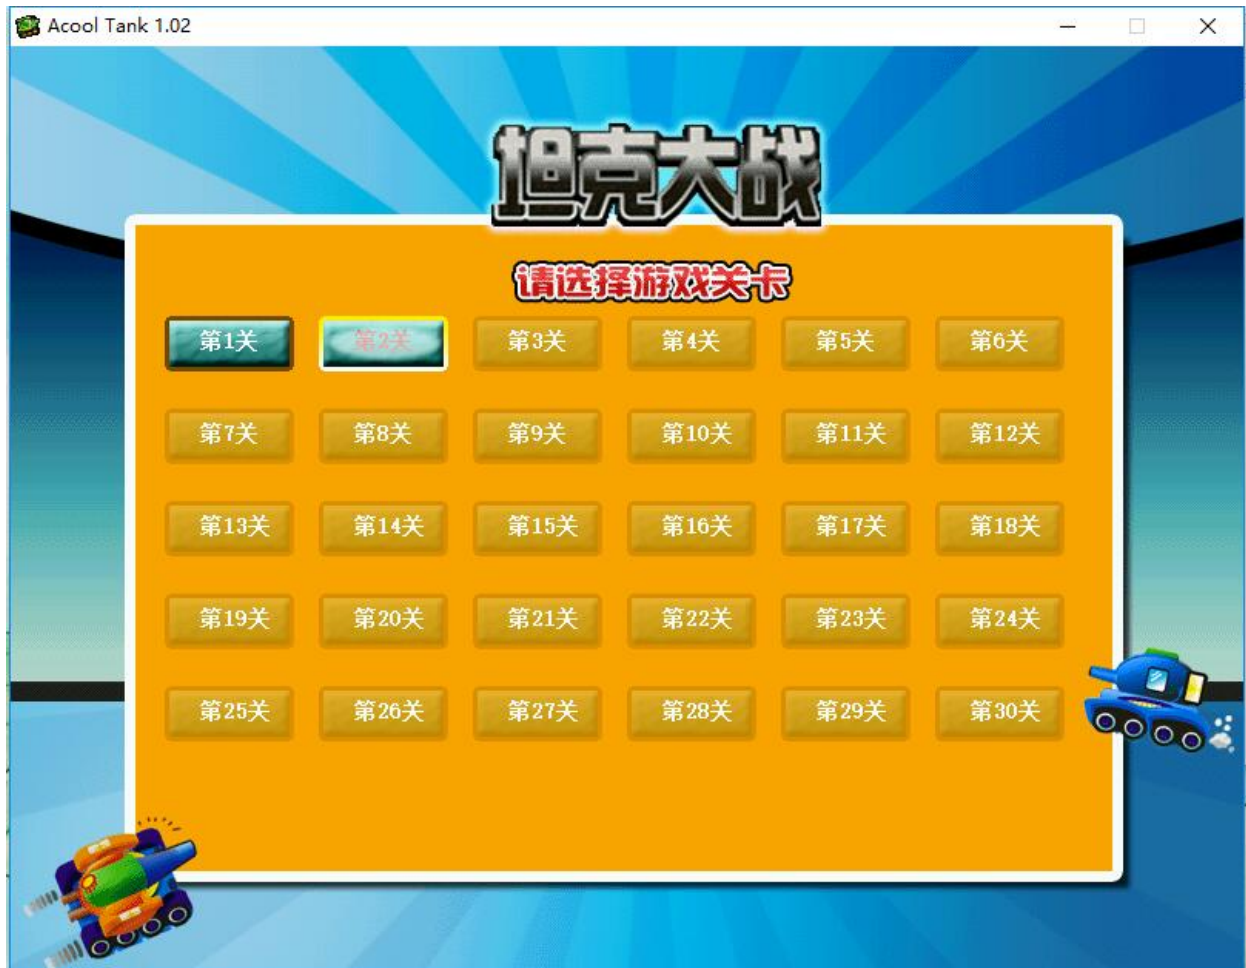 Acool Tank 1.02
坦克大战
请选择游戏关卡
第1关 第2关 第3关 第4关 第5关 第6关
第7关 第8关 第9关 第10关 第11关 第12关
第13关 第14关 第15关 第16关 第17关 第18关
第19关 第20关 第21关 第22关 第23关 第24关
第25关 第26关 第27关 第28关 第29关 第30关